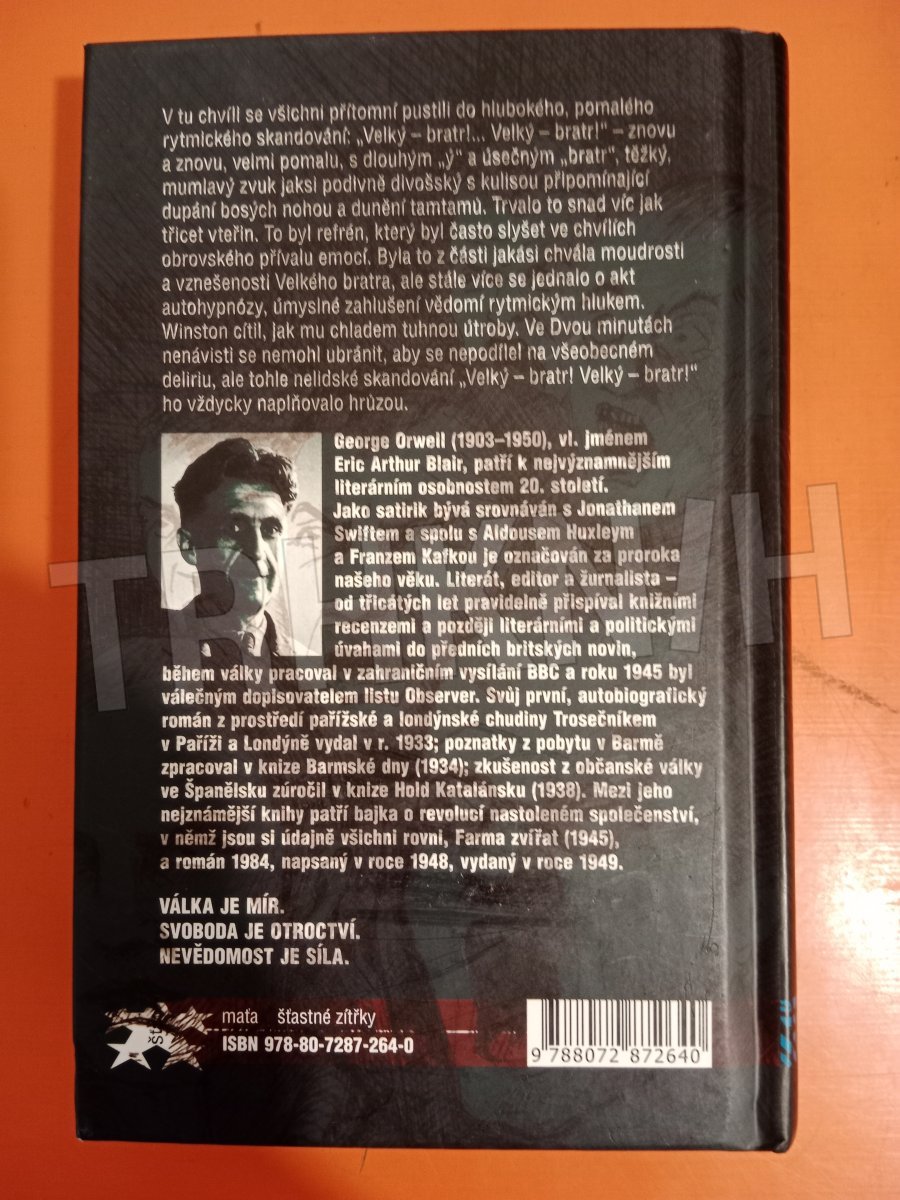 V tu chvíli se všichni přítomní pustili do hlubokého, pomalého
rytmického skandování: „Velký – bratr!... Velký – bratr!“ – znovu
a znovu, velmi pomalu, s dlouhým „ý“ a úsečným „bratr“, těžký,
mumlavý zvuk jaksi podivně divošský s kulisou připomínající
dupání bosých nohou a dunění tamtamů. Trvalo to snad víc jak
třicet vteřin. To byl refrén, který byl často slyšet ve chvílích
obrovského přívalu emocí. Byla to z části jakási chvála moudrosti
a vznešenosti Velkého bratra, ale stále více se jednalo o akt
autohypnózy, úmyslné zahlušení vědomí rytmickým hlukem.
Winston cítil, jak mu chladem tuhnou útroby. Ve Dvou minutách
nenávisti se nemohl ubránit, aby se nepodílel na všeobecném
deliriu, ale tohle nelidské skandování „Velký – bratr! Velký – bratr!“
ho vždycky naplňovalo hrůzou.
George Orwell (1903–1950), vl. jménem
Eric Arthur Blair, patří k nejvýznamnějším
literárním osobnostem 20. století.
Jako satirik bývá srovnáván s Jonathanem
Swiftem a spolu s Aldousem Huxleym
a Franzem Kafkou je označován za proroka
našeho věku. Literát, editor a žurnalista –
od třicátých let pravidelně přispíval knižními
recenzemi a později literárními a politickými
úvahami do předních britských novin,
během války pracoval v zahraničním vysílání BBC a roku 1945 byl
válečným dopisovatelem listu Observer. Svůj první, autobiografický
román z prostředí pařížské a londýnské chudiny Trosečníkem
v Paříži a Londýně vydal v r. 1933; poznatky z pobytu v Barmě
zpracoval v knize Barmské dny (1934); zkušenost z občanské války
ve Španělsku zúročil v knize Hold Katalánsku (1938). Mezi jeho
nejznámější knihy patří bajka o revolucí nastoleném společenství,
v němž jsou si údajně všichni rovni, Farma zvířat (1945),
a román 1984, napsaný v roce 1948, vydaný v roce 1949.
VÁLKA JE MÍR.
SVOBODA JE OTROCTVÍ.
NEVĚDOMOST JE SÍLA.
maťa šťastné zítřky
ISBN 978-80-7287-264-0
9 788072 872640